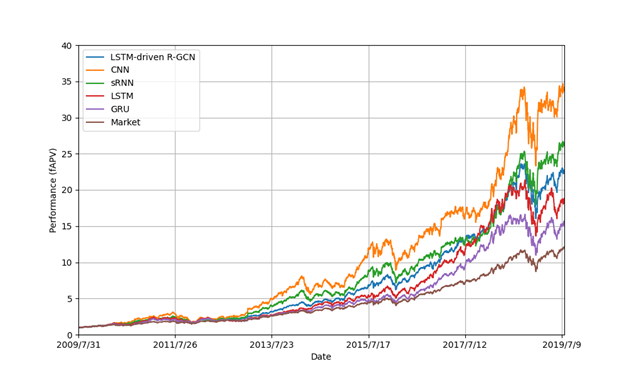 40
35
30
25
20
15
10
5
0
Performance (fAPV)
LSTM-driven R-GCN
CNN
sRNN
LSTM
GRU
Market
2009/7/31 2011/7/26 2013/7/23 2015/7/17 2017/7/12 2019/7/9
Date